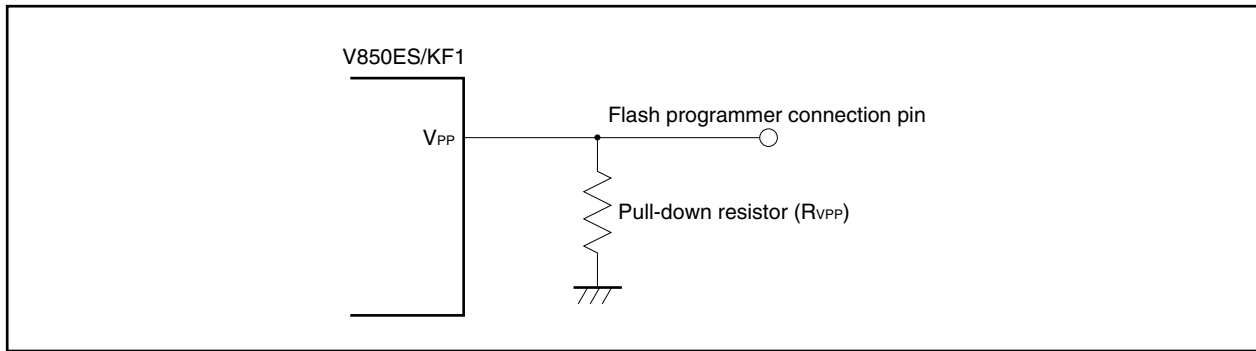 V850ES/KF1
Flash programmer connection pin
VPP
Pull-down resistor (RVPP)